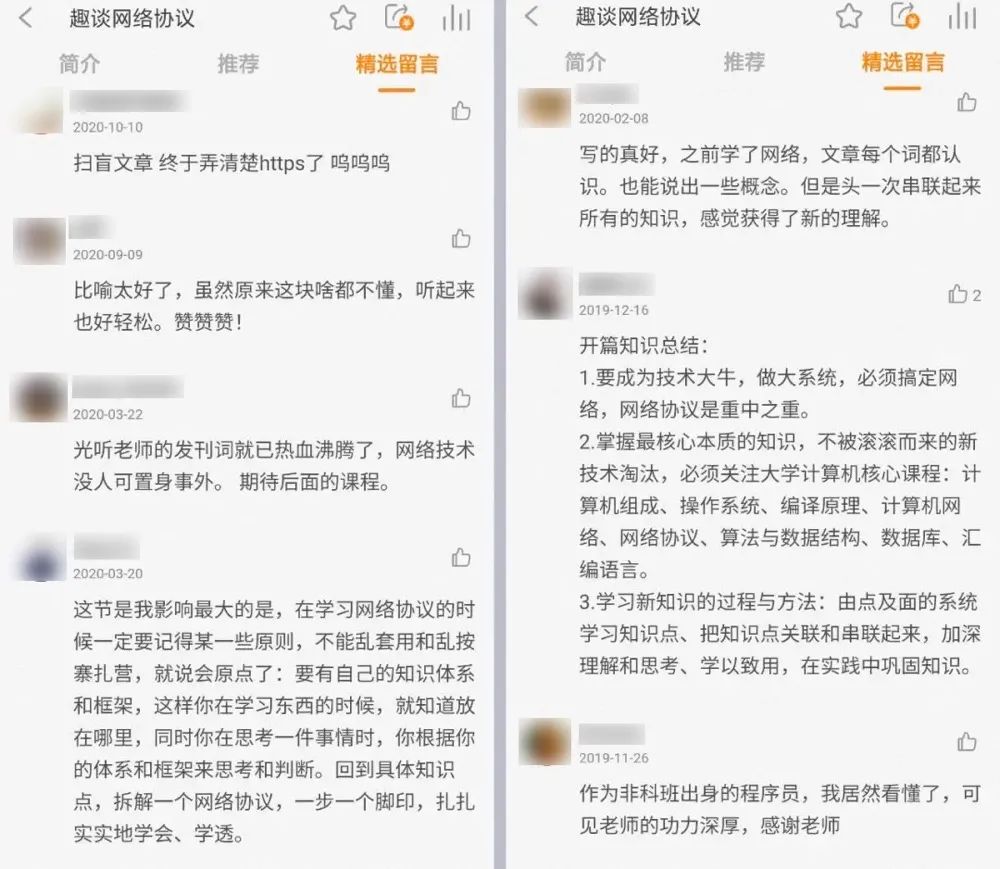 趣谈网络协议
简介
推荐
精选留言
2020-10-10
扫盲文章 终于弄清楚https了 呜呜呜
2020-09-09
比喻太好了，虽然原来这块啥都不懂，听起来
也好轻松。赞赞赞！
2020-03-22
光听老师的发刊词就已热血沸腾了，网络技术
没人可置身事外。 期待后面的课程。
2020-03-20
这节是我影响最大的是，在学习网络协议的时
候一定要记得某一些原则，不能乱套用和乱按
寨扎营，就说会原点了：要有自己的知识体系
和框架，这样你在学习东西的时候，就知道放
在哪里，同时你在思考一件事情时，你根据你
的体系和框架来思考和判断。回到具体知识
点，拆解一个网络协议，一步一个脚印，扎扎
实实地学会、学透。
趣谈网络协议
简介
推荐
精选留言
2020-02-08
写的真好，之前学了网络，文章每个词都认
识。也能说出一些概念。但是头一次串联起来
所有的知识，感觉获得了新的理解。
2
2019-12-16
开篇知识总结：
1.要成为技术大牛，做大系统，必须搞定网
络，网络协议是重中之重。
2.掌握最核心本质的知识，不被滚滚而来的新
技术淘汰，必须关注大学计算机核心课程：计
算机组成、操作系统、编译原理、计算机网
络、网络协议、算法与数据结构、数据库、汇
编语言。
3.学习新知识的过程与方法：由点及面的系统
学习知识点、把知识点关联和串联起来，加深
理解和思考、学以致用，在实践中巩固知识。
2019-11-26
作为非科班出身的程序员，我居然看懂了，可
见老师的功力深厚，感谢老师